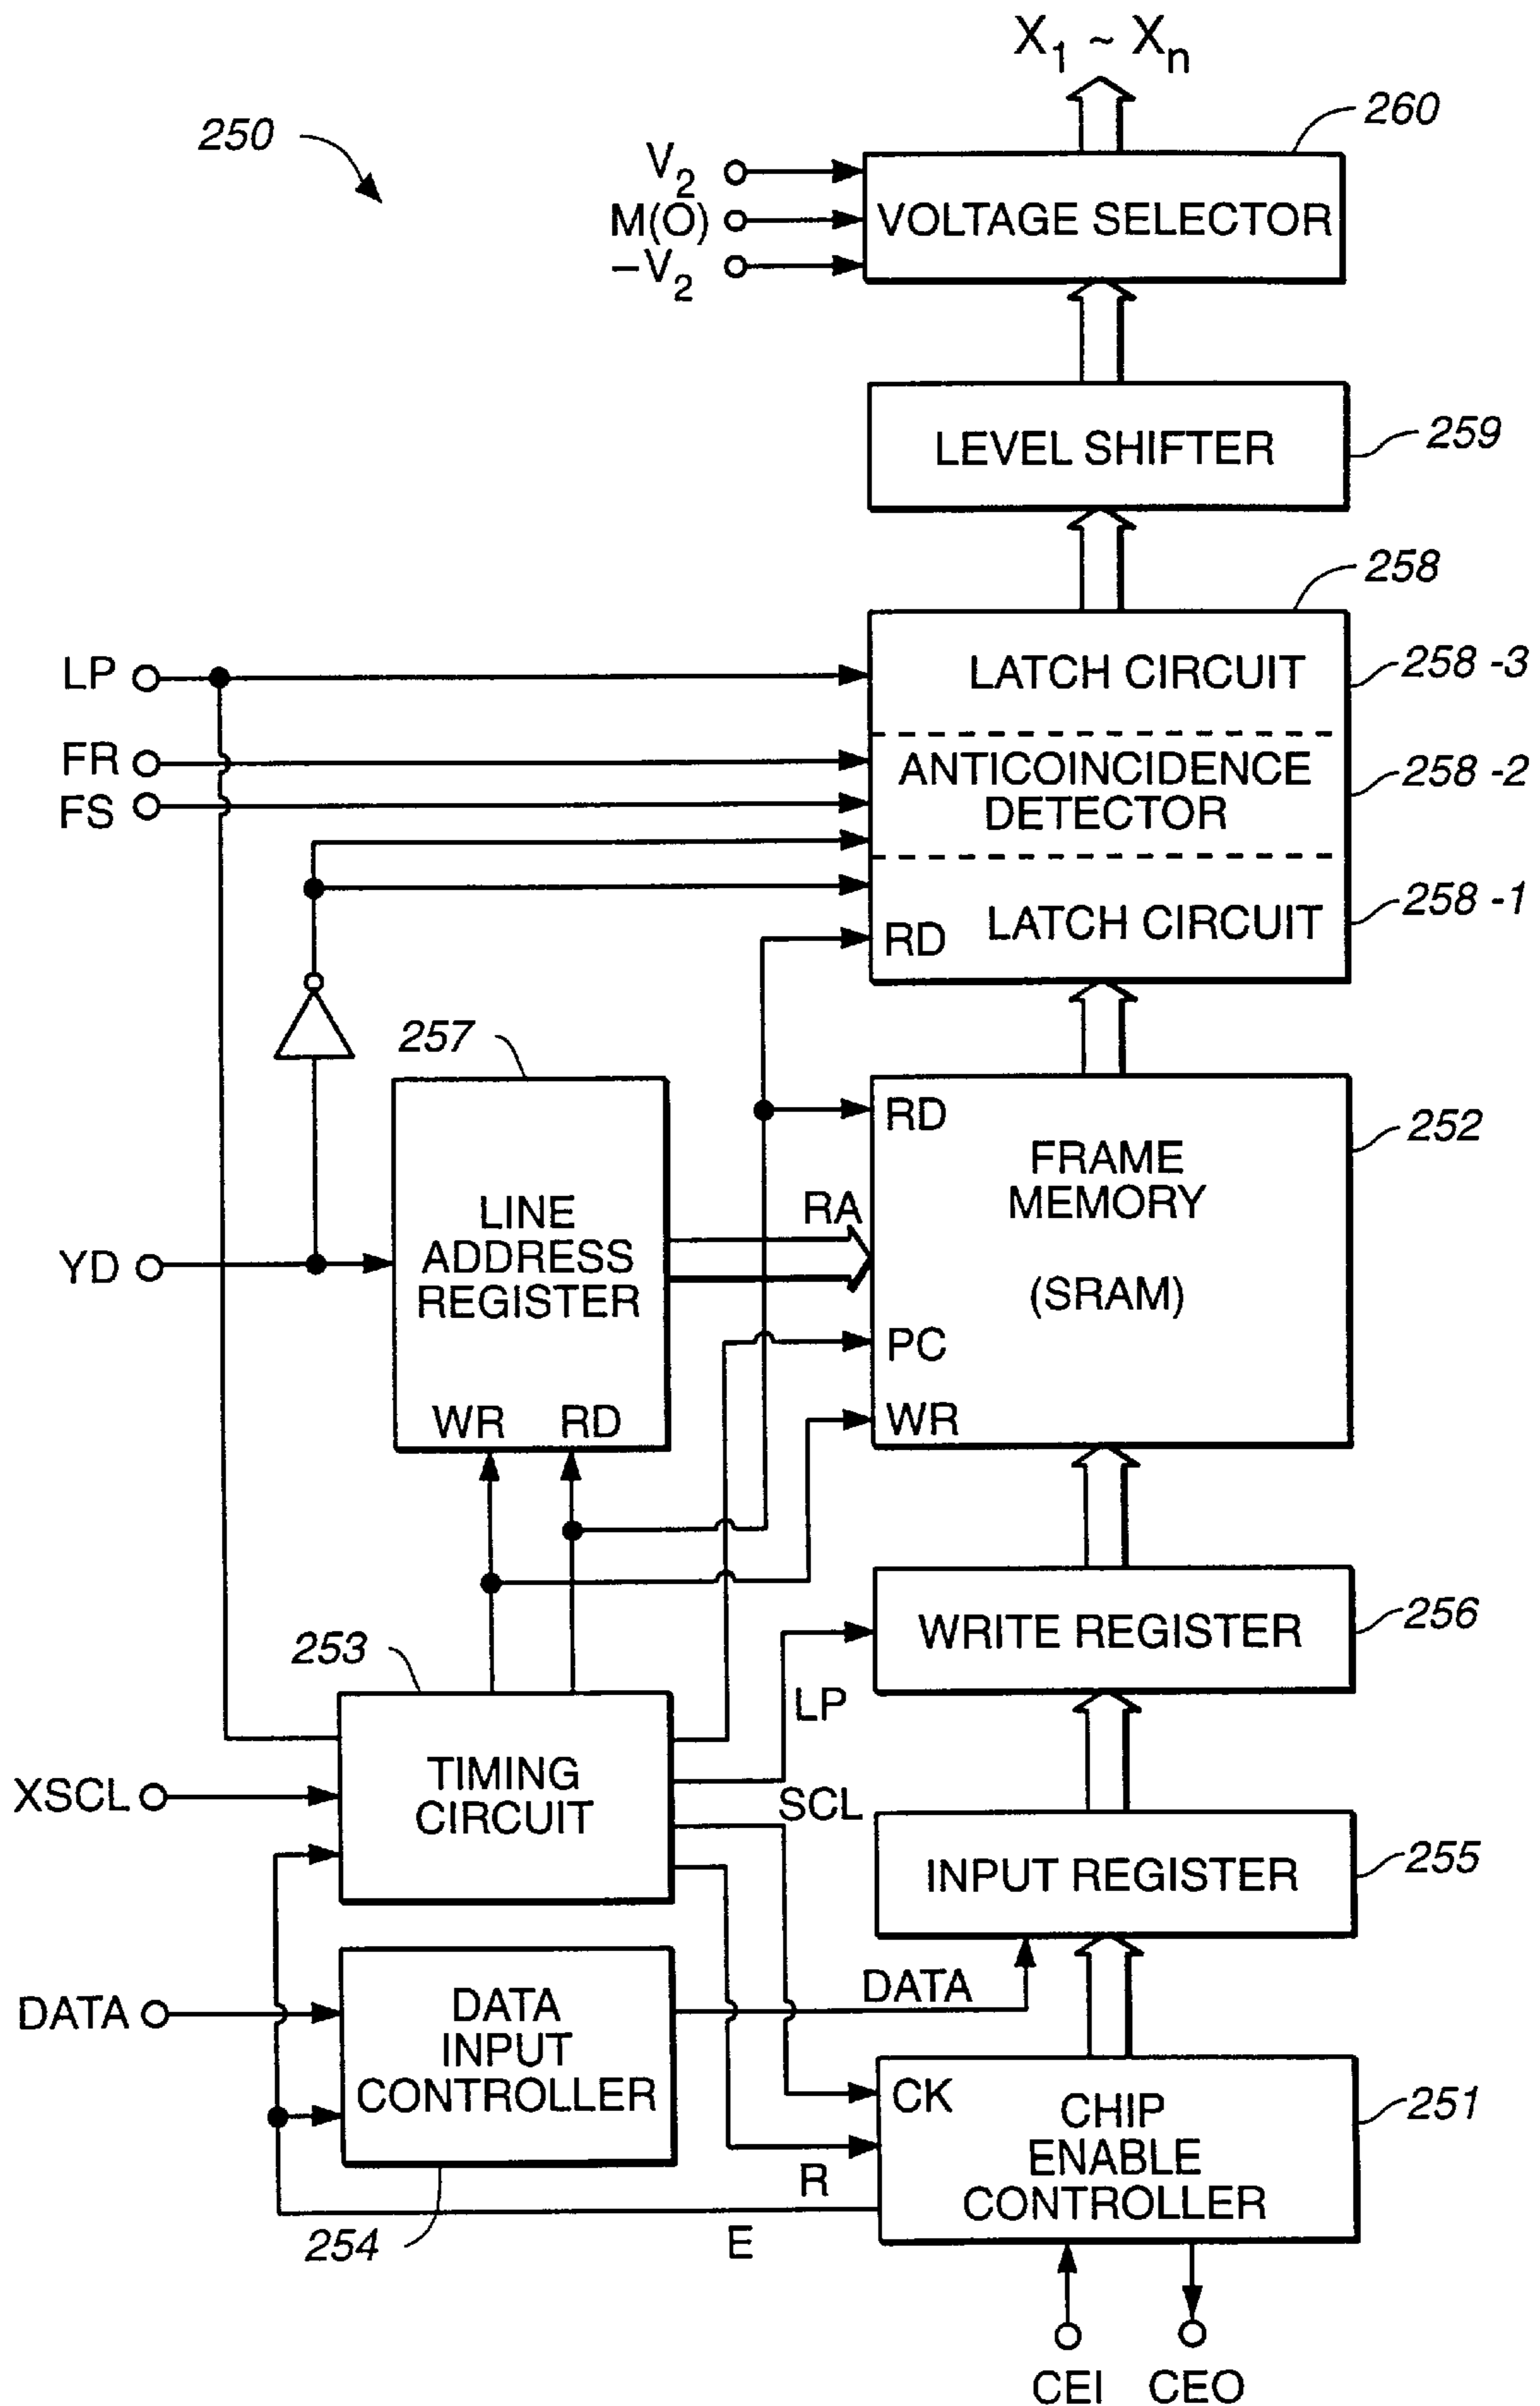 X1 ~ Xn
250
260
V2
M(O)
–V2
VOLTAGE SELECTOR
LEVEL SHIFTER
259
258
LP
LATCH CIRCUIT
258 -3
FR
FS
ANTICOINCIDENCE
DETECTOR
258 -2
RD
LATCH CIRCUIT
258 -1
257
RD
FRAME
MEMORY
(SRAM)
252
RA
YD
LINE
ADDRESS
REGISTER
PC
WR
RD
WR
WRITE REGISTER
256
253
LP
XSCL
TIMING
CIRCUIT
SCL
INPUT REGISTER
255
DATA
DATA
INPUT
CONTROLLER
DATA
CK
CHIP
ENABLE
CONTROLLER
251
R
254
E
CEI
CEO